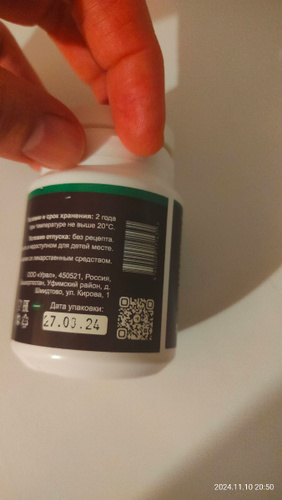 Условия и срок хранения: 2 года
при температуре не выше 20°С.
Условия отпуска: без рецепта.
недоступном для детей месте.
лекарственным средством.
ООО «Урал», 450521, Россия,
Башкортостан, Уфимский район, д.
ул. Кирова, 1
Дата упаковки:
27.09.24
2024.11.10 20:50